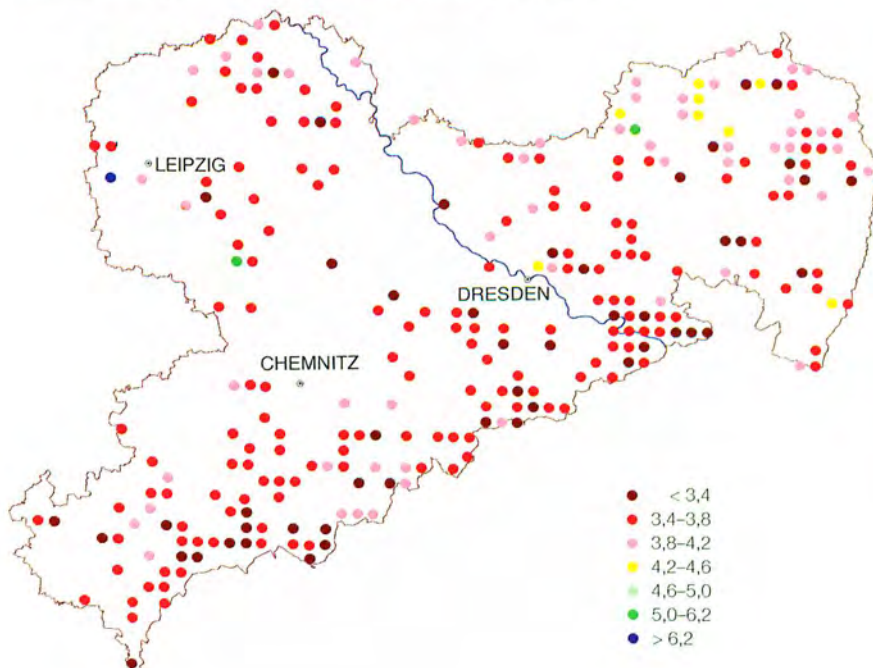 LEIPZIG
DRESDEN
CHEMNITZ
< 3,4
3,4–3,8
3,8–4,2
4,2–4,6
4,6–5,0
5,0–6,2
> 6,2